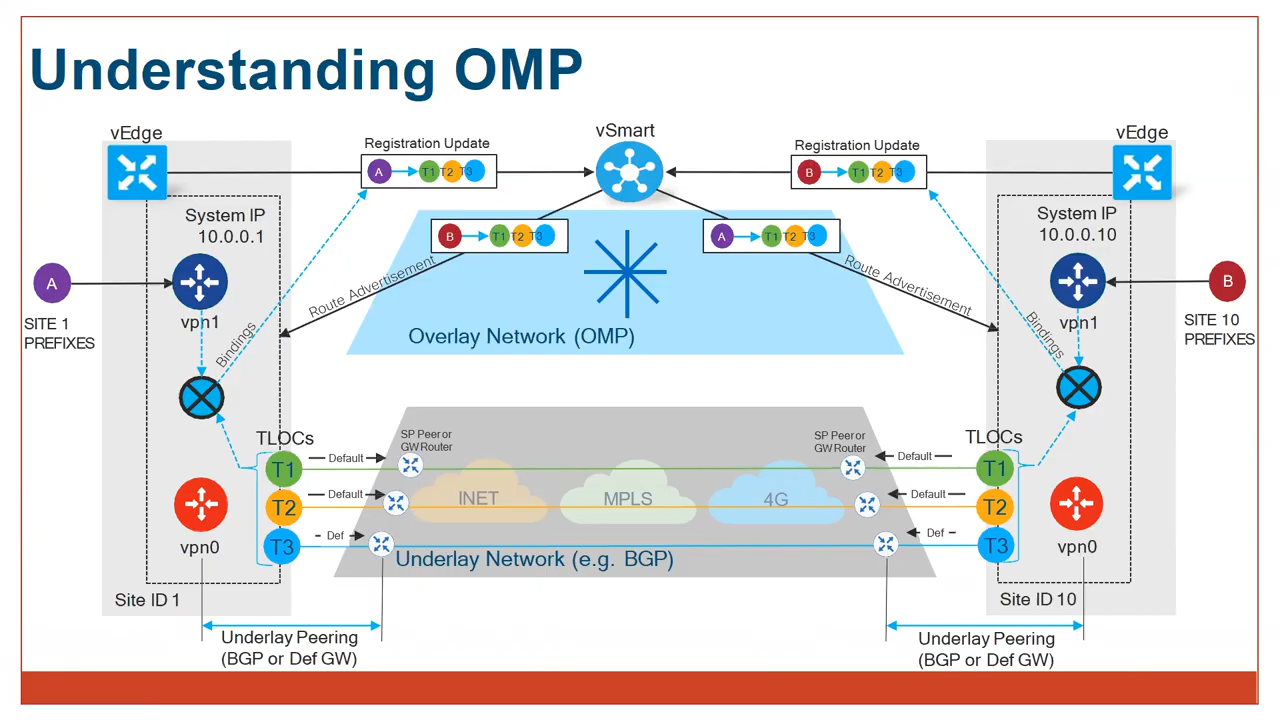 Understanding OMP
vEdge
vSmart
vEdge
Registration Update
Registration Update
A T1 T2 T3
B T1 T2 T3
System IP
10.0.0.1
System IP
10.0.0.10
B T1 T2 T3
A T1 T2 T3
A
B
Route Advertisement
Route Advertisement
vpn1
vpn1
SITE 1
PREFIXES
SITE 10
PREFIXES
Bindings
Bindings
Overlay Network (OMP)
TLOCs
TLOCs
SP Peer or
GW Router
SP Peer or
GW Router
T1
Default
Default
T1
T2
Default
INET
MPLS
4G
Default
T2
T3
Def
Def
T3
vpn0
vpn0
Underlay Network (e.g. BGP)
Site ID 1
Site ID 10
Underlay Peering
(BGP or Def GW)
Underlay Peering
(BGP or Def GW)